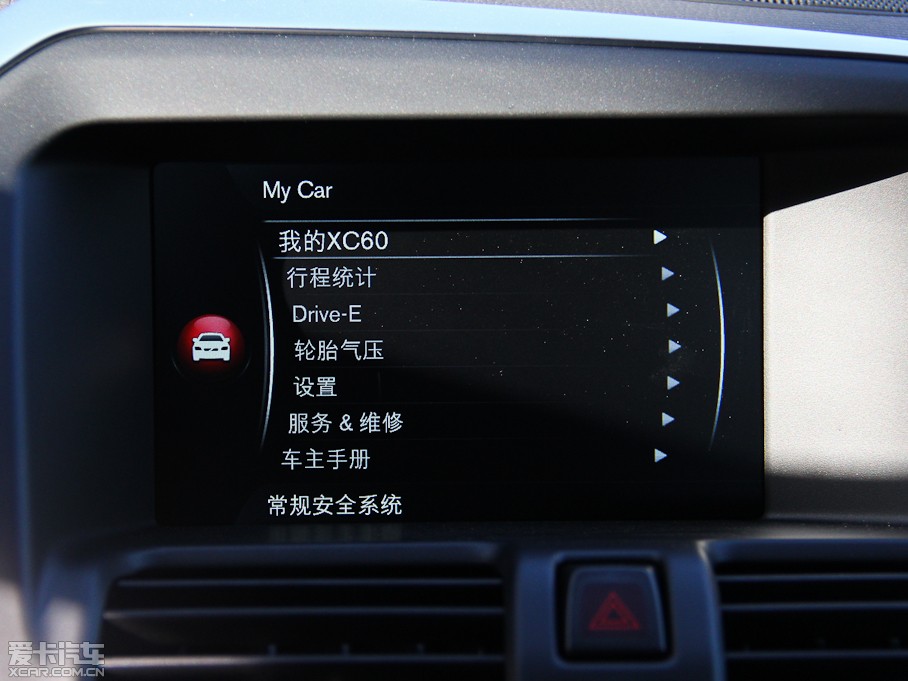 My Car
我的XC60
行程统计
Drive-E
轮胎气压
设置
服务 & 维修
车主手册
常规安全系统
爱卡汽车
XCAR.COM.CN